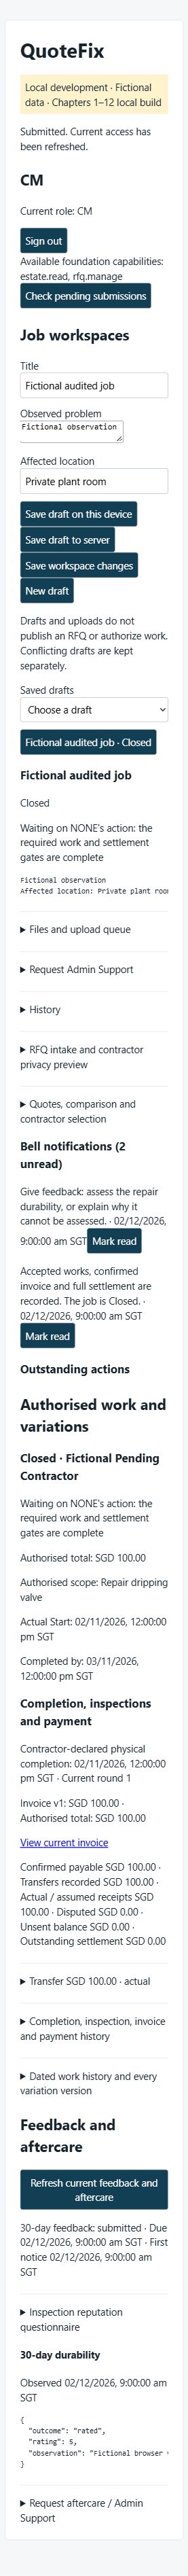 QuoteFix
Local development · Fictional
data · Chapters 1–12 local build
Submitted. Current access has
been refreshed.
CM
Current role: CM
Sign out
Available foundation capabilities:
estate.read, rfq.manage
Check pending submissions
Job workspaces
Title
Fictional audited job
Observed problem
Fictional observation
Affected location
Private plant room
Save draft on this device
Save draft to server
Save workspace changes
New draft
Drafts and uploads do not
publish an RFQ or authorize work.
Conflicting drafts are kept
separately.
Saved drafts
Choose a draft
Fictional audited job · Closed
Fictional audited job
Closed
Waiting on NONE's action: the
required work and settlement
gates are complete
Fictional observation
Affected location: Private plant room
▶ Files and upload queue
▶ Request Admin Support
▶ History
▶ RFQ intake and contractor
privacy preview
▶ Quotes, comparison and
contractor selection
Bell notifications (2
unread)
Give feedback: assess the repair
durability, or explain why it
cannot be assessed. · 02/12/2026,
9:00:00 am SGT Mark read
Accepted works, confirmed
invoice and full settlement are
recorded. The job is Closed. ·
02/12/2026, 9:00:00 am SGT
Mark read
Outstanding actions
Authorised work and
variations
Closed · Fictional Pending
Contractor
Waiting on NONE's action: the
required work and settlement
gates are complete
Authorised total: SGD 100.00
Authorised scope: Repair dripping
valve
Actual Start: 02/11/2026, 12:00:00
pm SGT
Completed by: 03/11/2026,
12:00:00 pm SGT
Completion, inspections
and payment
Contractor-declared physical
completion: 02/11/2026, 12:00:00
pm SGT · Current round 1
Invoice v1: SGD 100.00 ·
Authorised total: SGD 100.00
View current invoice
Confirmed payable SGD 100.00 ·
Transfers recorded SGD 100.00 ·
Actual / assumed receipts SGD
100.00 · Disputed SGD 0.00 ·
Unsent balance SGD 0.00 ·
Outstanding settlement SGD 0.00
▶ Transfer SGD 100.00 · actual
▶ Completion, inspection, invoice
and payment history
▶ Dated work history and every
variation version
Feedback and
aftercare
Refresh current feedback and
aftercare
30-day feedback: submitted · Due
02/12/2026, 9:00:00 am SGT · First
notice 02/12/2026, 9:00:00 am
SGT
▶ Inspection reputation
questionnaire
30-day durability
Observed 02/12/2026, 9:00:00 am
SGT
{
"outcome": "rated",
"rating": 5,
"observation": "Fictional browser
}
▶ Request aftercare / Admin
Support